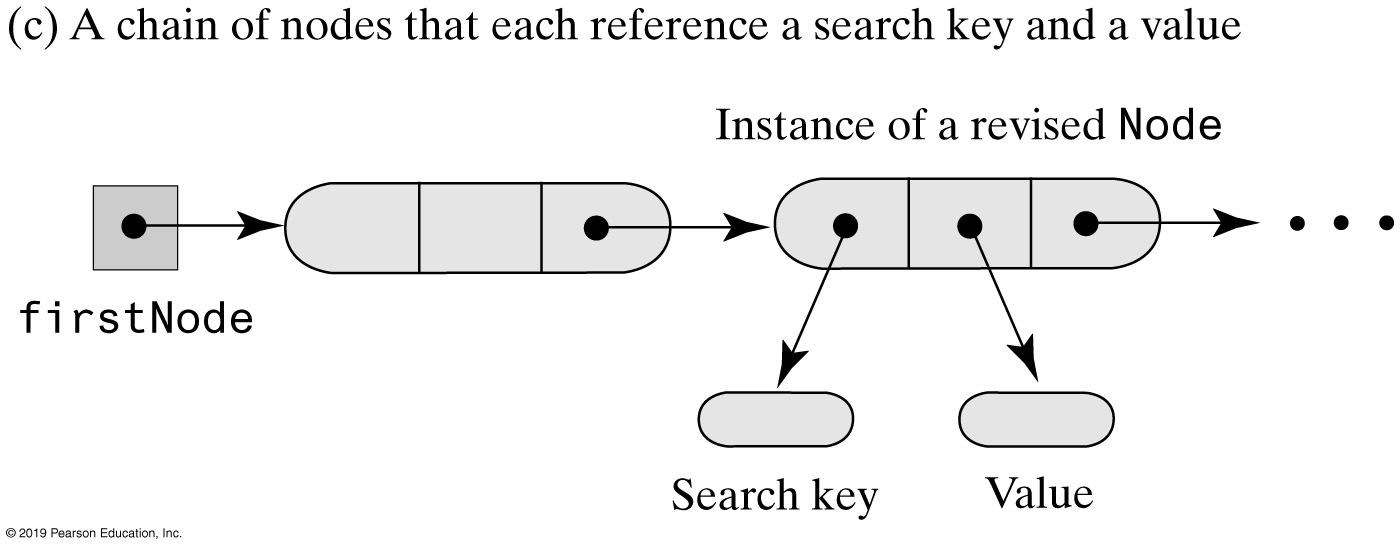 (c) A chain of nodes that each reference a search key and a value
Instance of a revised Node
firstNode
Search key
Value
© 2019 Pearson Education, Inc.